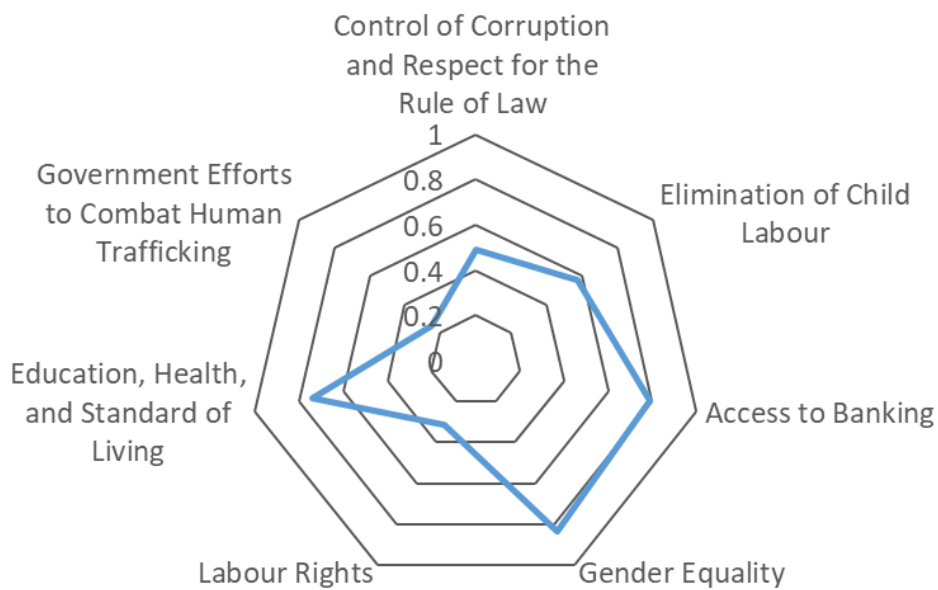 Control of Corruption
and Respect for the
Rule of Law
1
0.8
0.6
0.4
0.2
0
Elimination of Child
Labour
Access to Banking
Gender Equality
Labour Rights
Education, Health,
and Standard of
Living
Government Efforts
to Combat Human
Trafficking